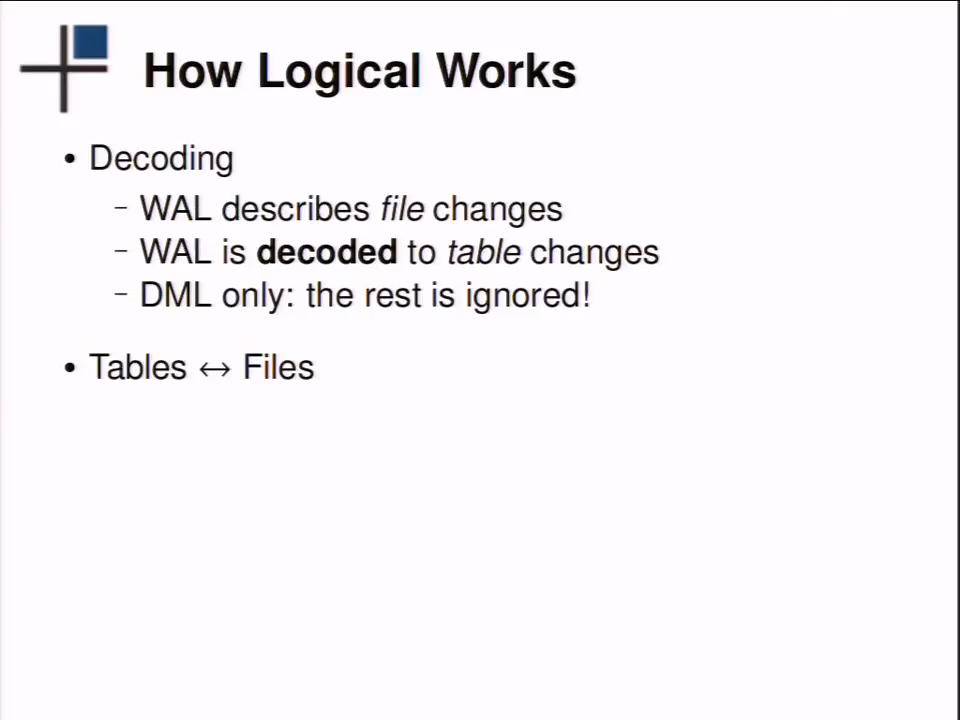 How Logical Works
• Decoding
– WAL describes file changes
– WAL is decoded to table changes
– DML only: the rest is ignored!
• Tables ↔ Files